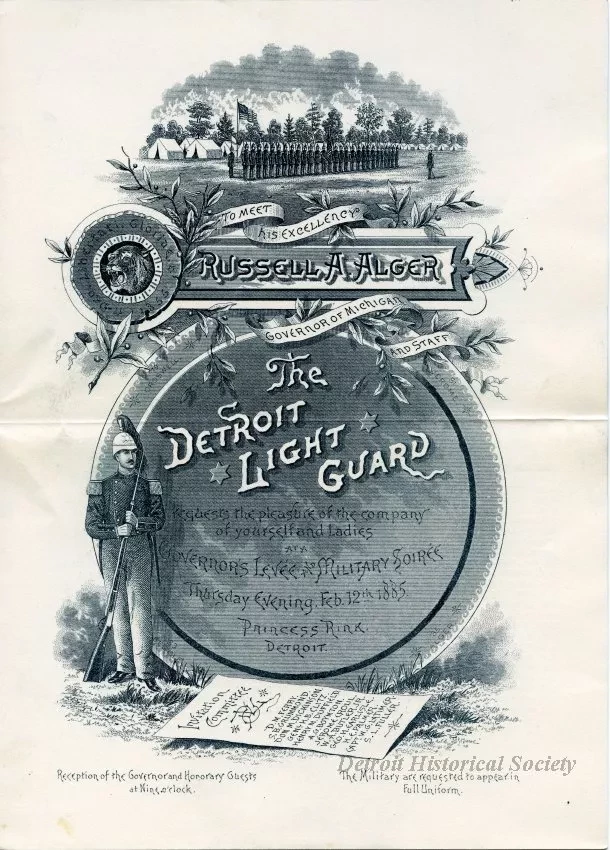 To meet
his Excellency
Russell A. Alger
Governor of Michigan
and Staff
The
Detroit
Light
Guard
requests the pleasure of the company
of yourself and Ladies
at a
Governor's Levee and Military Soirée
Thursday Evening, Feb. 12th 1885.
Princess Rink.
Detroit.
Invitation
Committee
Detroit Historical Society
Reception of the Governor and Honorary Guests
at Nine o'clock.
The Military are requested to appear in
Full Uniform.